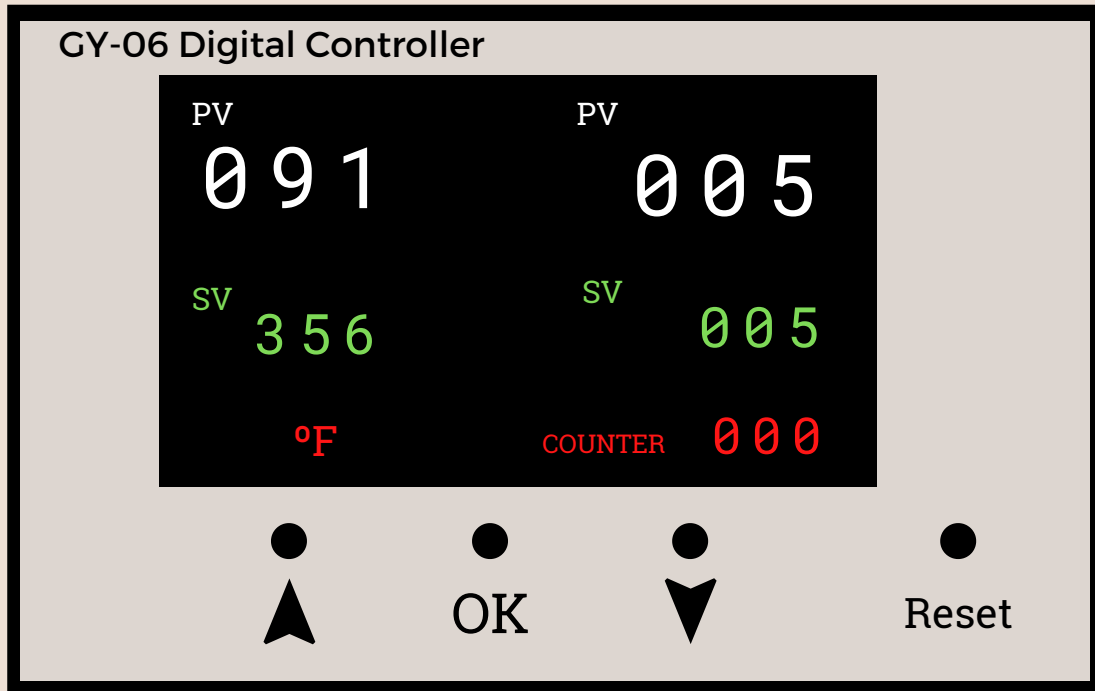 GY-06 Digital Controller
PV PV
091 005
SV SV
356 005
ºF COUNTER 000
OK Reset